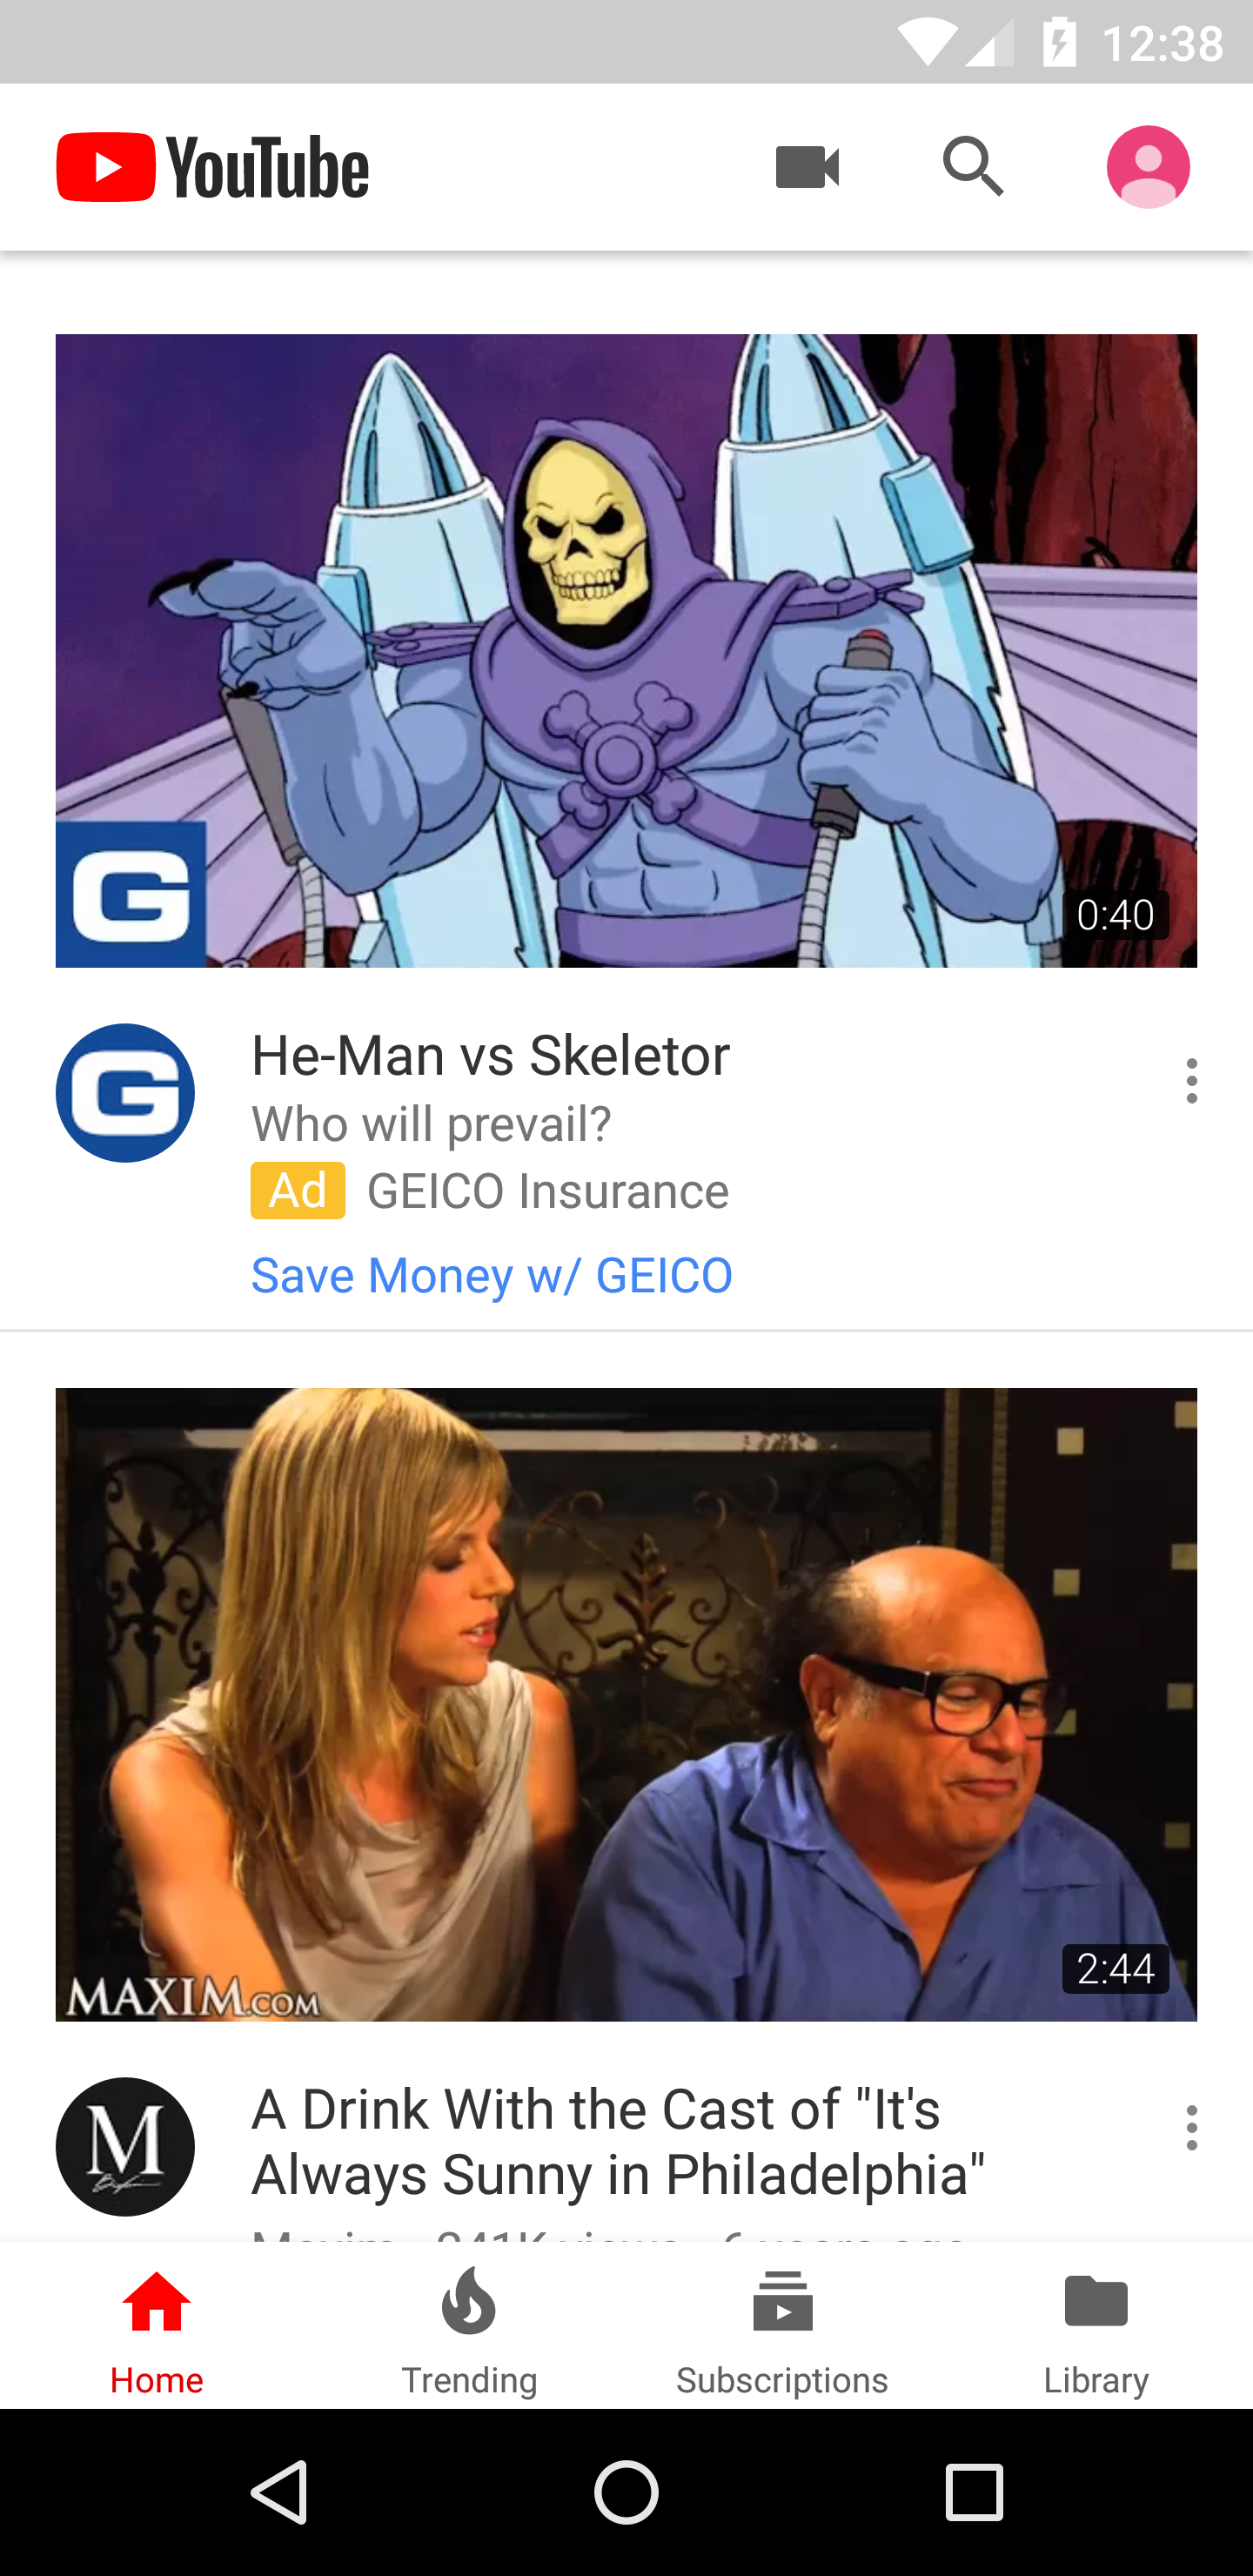 12:38
YouTube
G
0:40
G
He-Man vs Skeletor
Who will prevail?
Ad GEICO Insurance
Save Money w/ GEICO
MAXIM.COM
2:44
M
A Drink With the Cast of "It's
Always Sunny in Philadelphia"
Home
Trending
Subscriptions
Library